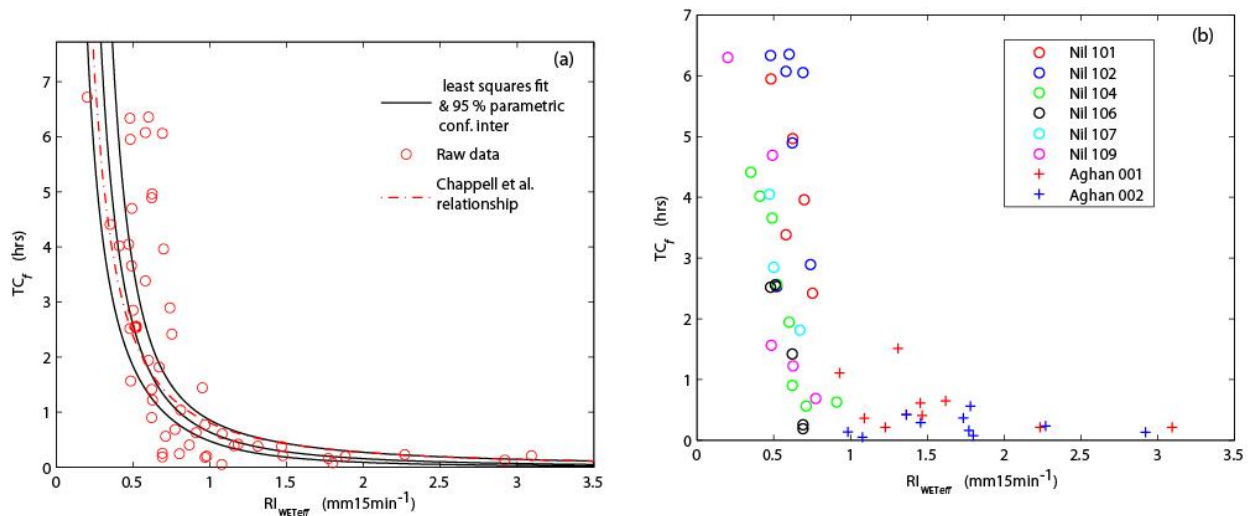 (a)
least squares fit
& 95 % parametric
conf. inter
Raw data
Chappell et al.
relationship
TCf (hrs)
7
6
5
4
3
2
1
0
0 0.5 1 1.5 2 2.5 3 3.5
RIWETeff (mm15min⁻¹)
(b)
Nil 101
Nil 102
Nil 104
Nil 106
Nil 107
Nil 109
Aghan 001
Aghan 002
TCf (hrs)
7
6
5
4
3
2
1
0
0 0.5 1 1.5 2 2.5 3 3.5
RIWETeff (mm15min⁻¹)